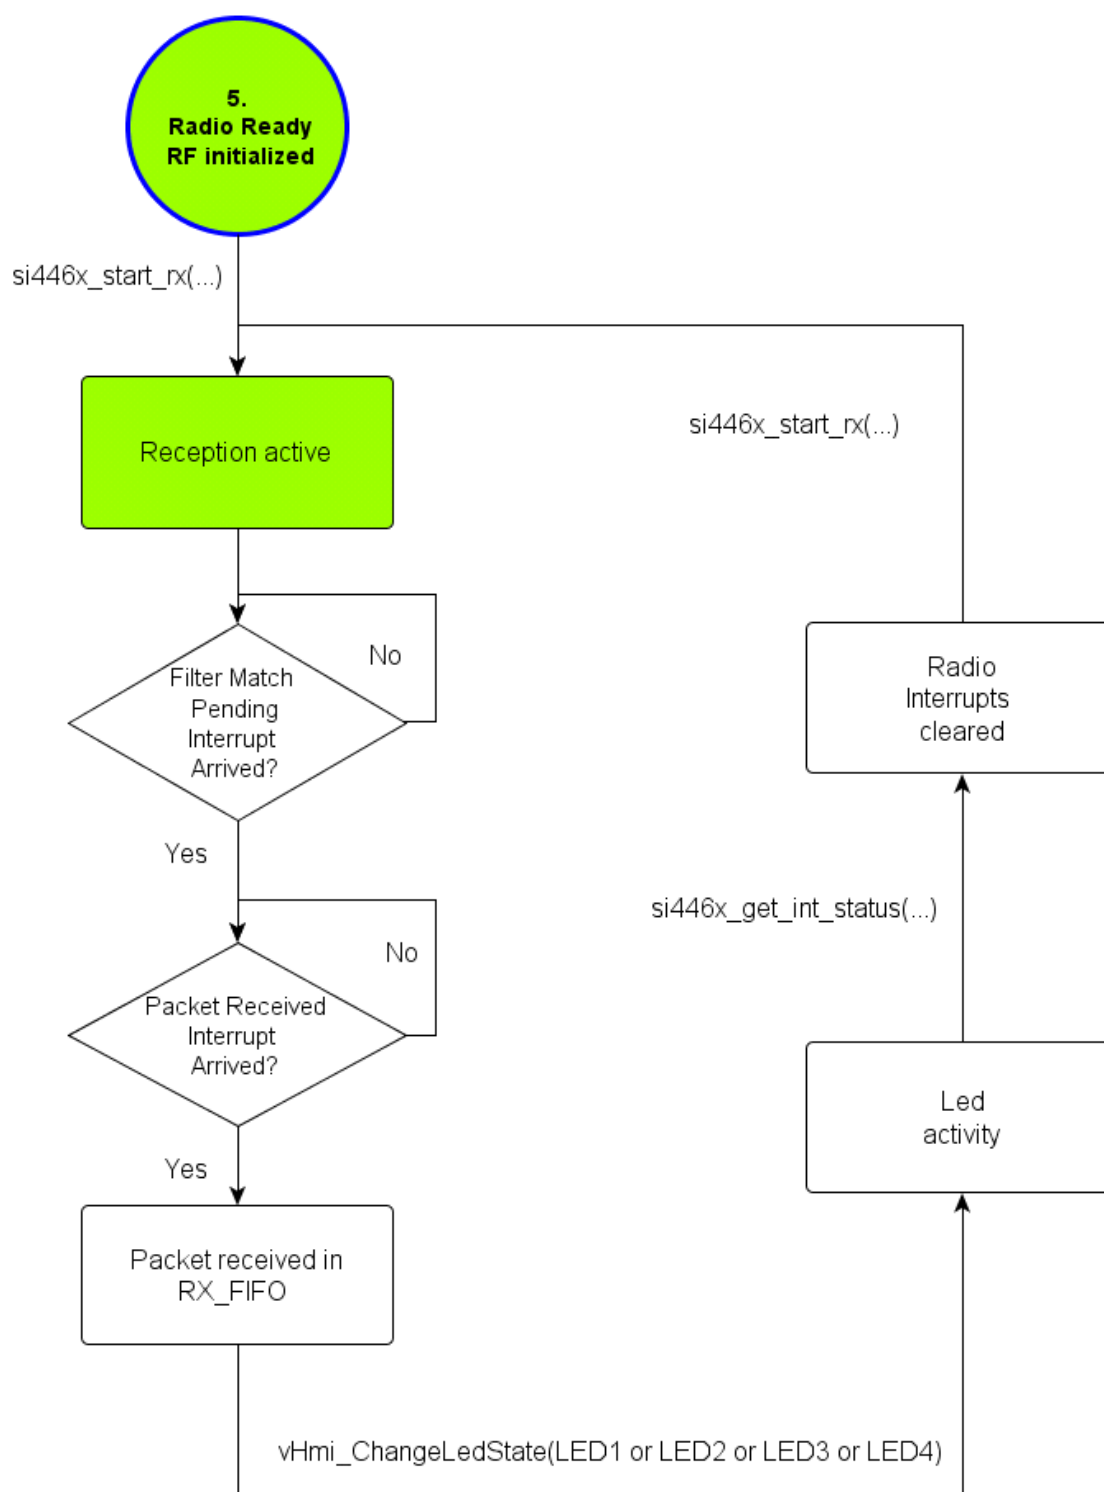 5.
Radio Ready
RF initialized
si446x_start_rx(...)
Reception active
si446x_start_rx(...)
No
Filter Match
Pending
Interrupt
Arrived?
Radio
Interrupts
cleared
Yes
si446x_get_int_status(...)
No
Packet Received
Interrupt
Arrived?
Led
activity
Yes
Packet received in
RX_FIFO
vHmi_ChangeLedState(LED1 or LED2 or LED3 or LED4)